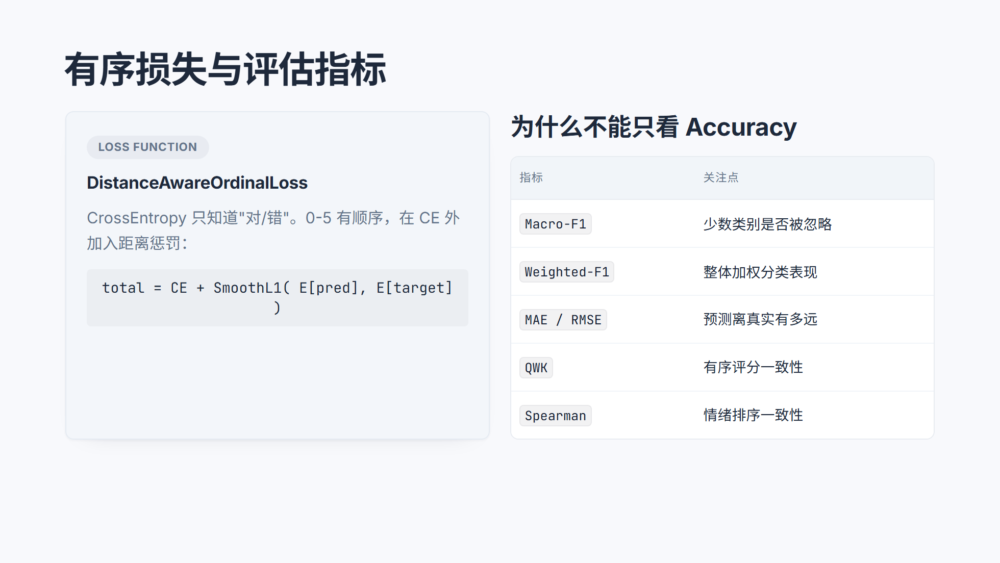 有序损失与评估指标
LOSS FUNCTION
DistanceAwareOrdinalLoss
CrossEntropy 只知道"对/错"。0-5 有顺序，在 CE 外
加入距离惩罚：
total = CE + SmoothL1( E[pred], E[target]
)
为什么不能只看 Accuracy
指标 关注点
Macro-F1 少数类别是否被忽略
Weighted-F1 整体加权分类表现
MAE / RMSE 预测离真实有多远
QWK 有序评分一致性
Spearman 情绪排序一致性